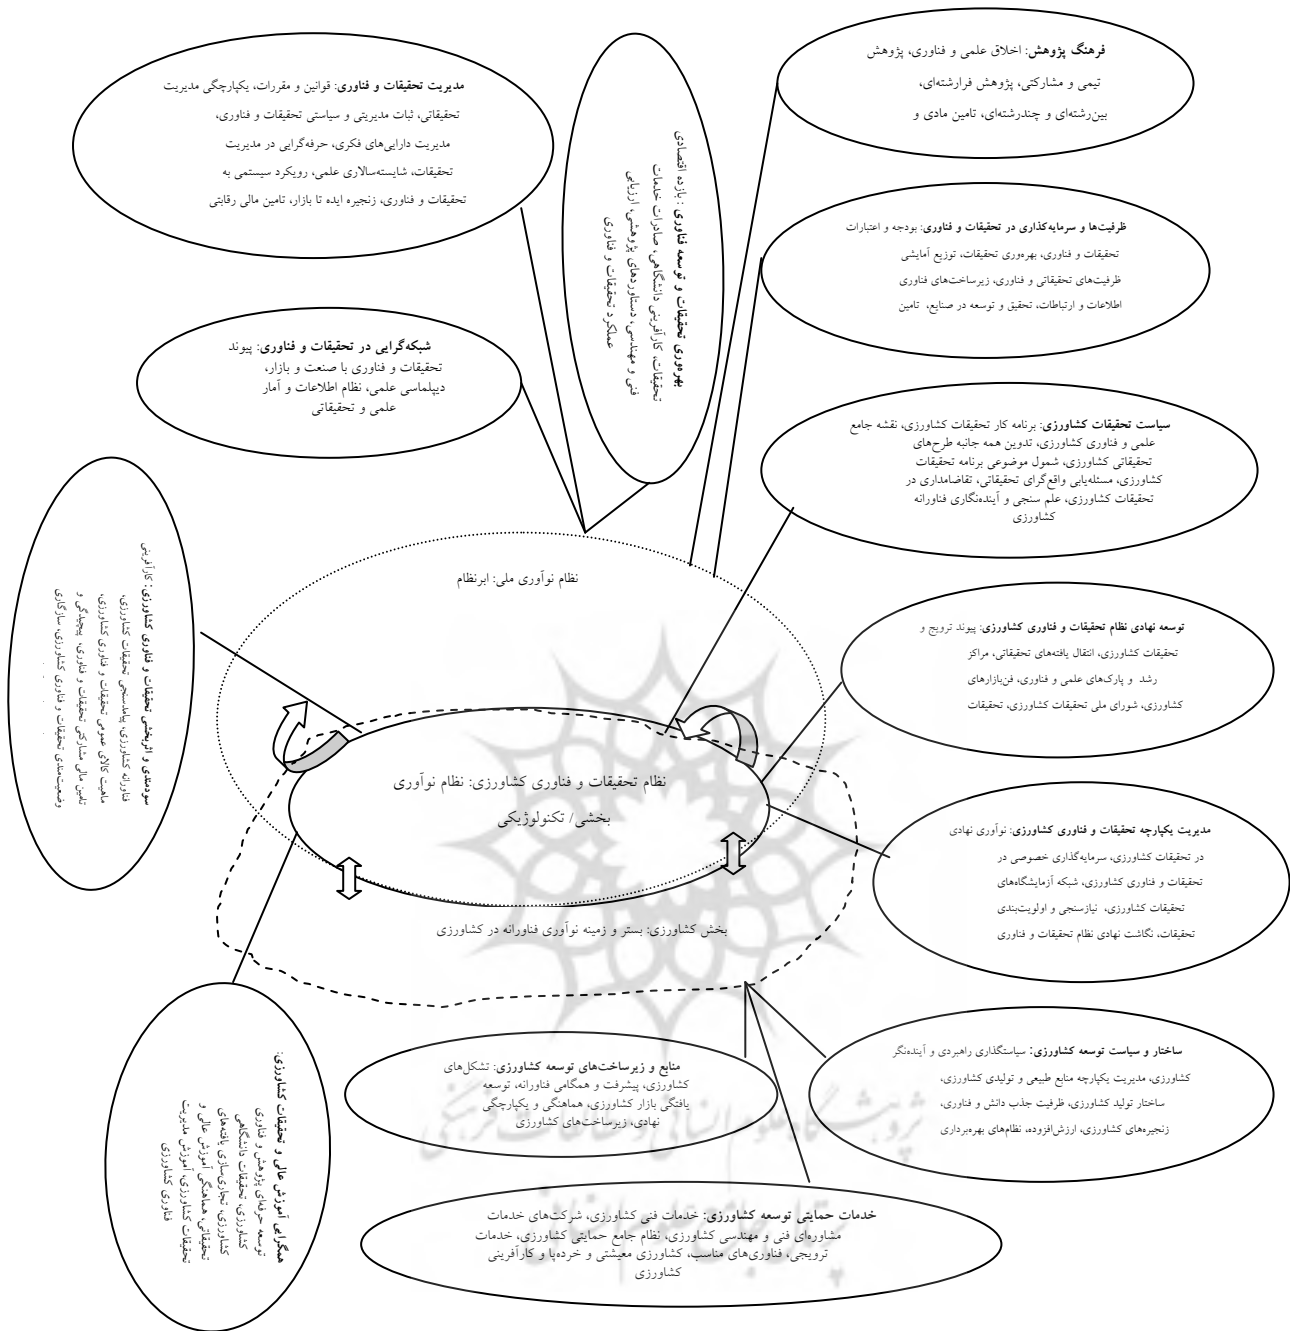 فرهنگ پژوهش: اخلاق علمی و فناوری، پژوهش
تیمی و مشارکتی، پژوهش فرارشته‌ای،
بین‌رشته‌ای و چندرشته‌ای، تامین مادی و
مدیریت تحقیقات و فناوری: قوانین و مقررات، یکپارچگی مدیریت
تحقیقاتی، ثبات مدیریتی و سیاستی تحقیقات و فناوری،
مدیریت دارایی‌های فکری، حرفه‌گرایی در مدیریت
تحقیقات، شایسته‌سالاری علمی، رویکرد سیستمی به
تحقیقات و فناوری، زنجیره ایده تا بازار، تامین مالی رقابتی
بهره‌وری تحقیقات و توسعه فناوری : بازده اقتصادی
تحقیقات، کارآفرینی دانشگاهی، صادرات خدمات
فنی و مهندسی، دستاوردهای پژوهشی، ارزیابی
عملکرد تحقیقات و فناوری
ظرفیت‌ها و سرمایه‌گذاری در تحقیقات و فناوری: بودجه و اعتبارات
تحقیقات و فناوری، بهره‌وری تحقیقات، توزیع آمایشی
ظرفیت‌های تحقیقاتی و فناوری، زیرساخت‌های فناوری
اطلاعات و ارتباطات، تحقیق و توسعه در صنایع، تامین
شبکه‌گرایی در تحقیقات و فناوری: پیوند
تحقیقات و فناوری با صنعت و بازار،
دیپلماسی علمی، نظام اطلاعات و آمار
علمی و تحقیقاتی
سیاست تحقیقات کشاورزی: برنامه کار تحقیقات کشاورزی، نقشه جامع
علمی و فناوری کشاورزی، تدوین همه جانبه طرح‌های
تحقیقاتی کشاورزی، شمول موضوعی برنامه تحقیقات
کشاورزی، مسئله‌یابی واقع‌گرای تحقیقاتی، تقاضامداری در
تحقیقات کشاورزی، علم سنجی و آینده‌نگاری فناورانه
کشاورزی
سودمندی و اثربخشی تحقیقات و فناوری کشاورزی: کارآفرینی
فناورانه کشاورزی، پیامدسنجی تحقیقات کشاورزی،
ماهیت کالای عمومی تحقیقات و فناوری کشاورزی،
تامین مالی مشارکتی تحقیقات و فناوری، پیچیدگی و
وضعیت‌مندی تحقیقات و فناوری کشاورزی، سازگاری
نظام نوآوری ملی: ابرنظام
توسعه نهادی نظام تحقیقات و فناوری کشاورزی: پیوند ترویج و
تحقیقات کشاورزی، انتقال یافته‌های تحقیقاتی، مراکز
رشد و پارک‌های علمی و فناوری، فن‌بازارهای
کشاورزی، شورای ملی تحقیقات کشاورزی، تحقیقات
نظام تحقیقات و فناوری کشاورزی: نظام نوآوری
بخشی/ تکنولوژیکی
مدیریت یکپارچه تحقیقات و فناوری کشاورزی: نوآوری نهادی
در تحقیقات کشاورزی، سرمایه‌گذاری خصوصی در
تحقیقات و فناوری کشاورزی، شبکه آزمایشگاه‌های
تحقیقات کشاورزی، نیازسنجی و اولویت‌بندی
تحقیقات، نگاشت نهادی نظام تحقیقات و فناوری
بخش کشاورزی: بستر و زمینه نوآوری فناورانه در کشاورزی
ساختار و سیاست توسعه کشاورزی: سیاستگذاری راهبردی و آینده‌نگر
کشاورزی، مدیریت یکپارچه منابع طبیعی و تولیدی کشاورزی،
ساختار تولید کشاورزی، ظرفیت جذب دانش و فناوری،
زنجیره‌های کشاورزی، ارزش‌افزوده، نظام‌های بهره‌برداری
منابع و زیرساخت‌های توسعه کشاورزی: تشکل‌های
کشاورزی، پیشرفت و همگامی فناورانه، توسعه
یافتگی بازار کشاورزی، هماهنگی و یکپارچگی
نهادی، زیرساخت‌های کشاورزی
همگرایی آموزش عالی و تحقیقات کشاورزی:
توسعه حرفه‌ای پژوهش و فناوری
کشاورزی، تحقیقات دانشگاهی
کشاورزی، تجاری‌سازی یافته‌های
تحقیقاتی، هماهنگی آموزش عالی و
تحقیقات کشاورزی، آموزش مدیریت
فناوری کشاورزی
خدمات حمایتی توسعه کشاورزی: خدمات فنی کشاورزی، شرکت‌های خدمات
مشاوره‌ای فنی و مهندسی کشاورزی، نظام جامع حمایتی کشاورزی، خدمات
ترویجی، فناوری‌های مناسب، کشاورزی معیشتی و خرده‌پا و کارآفرینی
کشاورزی
پژوهشگاه علوم انسانی و مطالعات فرهنگی
پرتال جامع علوم انسانی